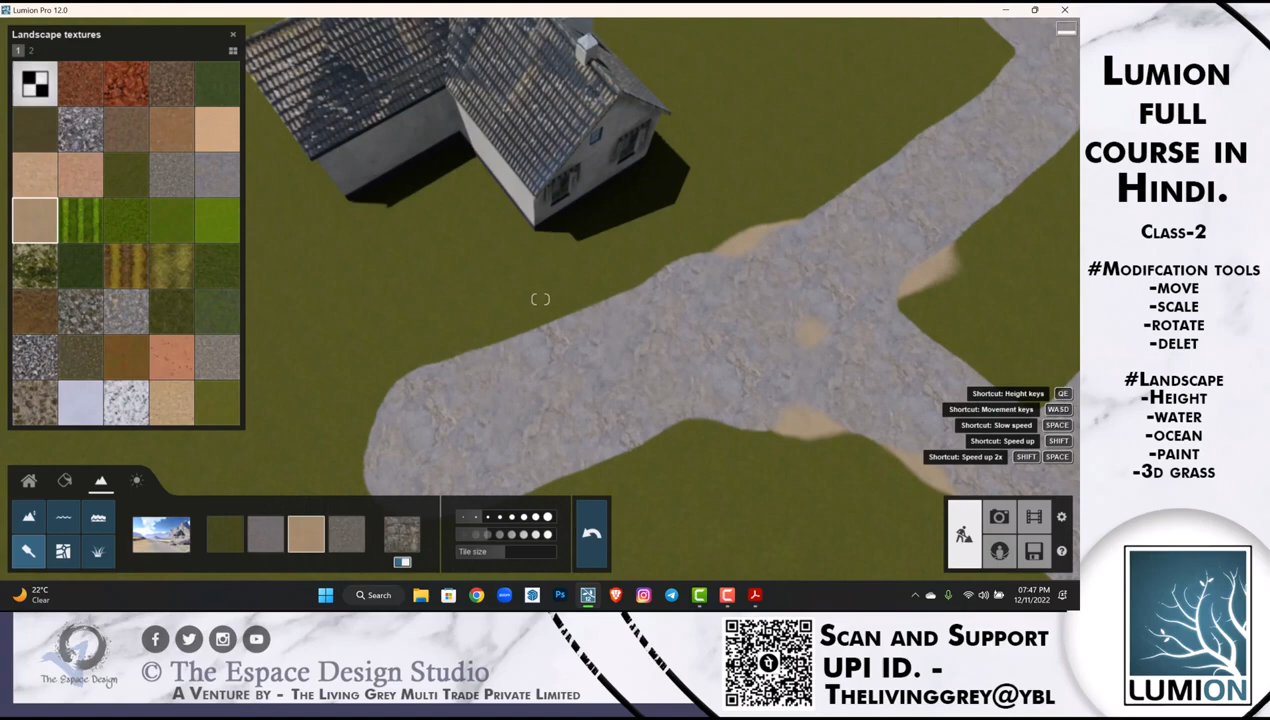 Lumion Pro 12.0
Landscape textures
1 2
Shortcut: Height keys QE
Shortcut: Movement keys WASD
Shortcut: Slow speed SPACE
Shortcut: Speed up SHIFT
Shortcut: Speed up 2x SHIFT SPACE
Tile size
22°C
Clear
Search
Ps
07:47 PM
12/11/2022
Lumion
full
course in
Hindi.
Class-2
#Modifcation tools
-move
-scale
-rotate
-delet
#Landscape
-Height
-water
-ocean
-paint
-3d grass
LUMION
The Espace Design
© The Espace Design Studio
A Venture by - The Living Grey Multi Trade Private Limited
Scan and Support
UPI ID. -
Thelivinggrey@ybl